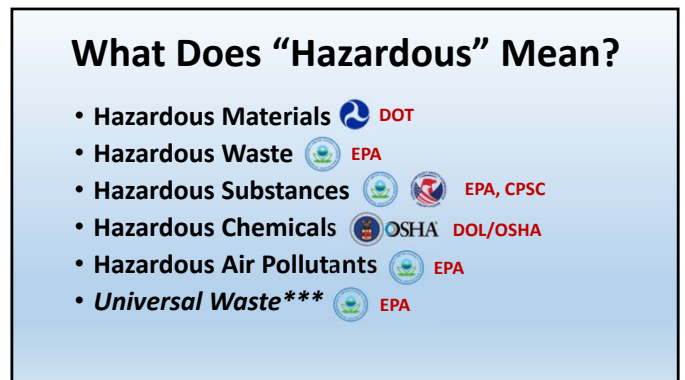 What Does “Hazardous” Mean?
• Hazardous Materials DOT
• Hazardous Waste EPA
• Hazardous Substances EPA, CPSC
• Hazardous Chemicals OSHA DOL/OSHA
• Hazardous Air Pollutants EPA
• Universal Waste*** EPA